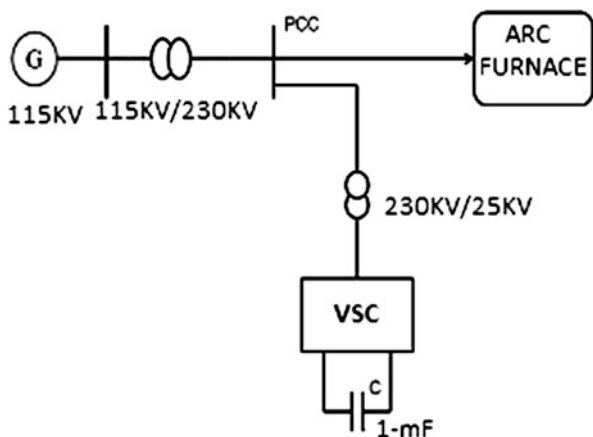 PCC
ARC
FURNACE
G
115KV
115KV/230KV
230KV/25KV
VSC
C
1-mF